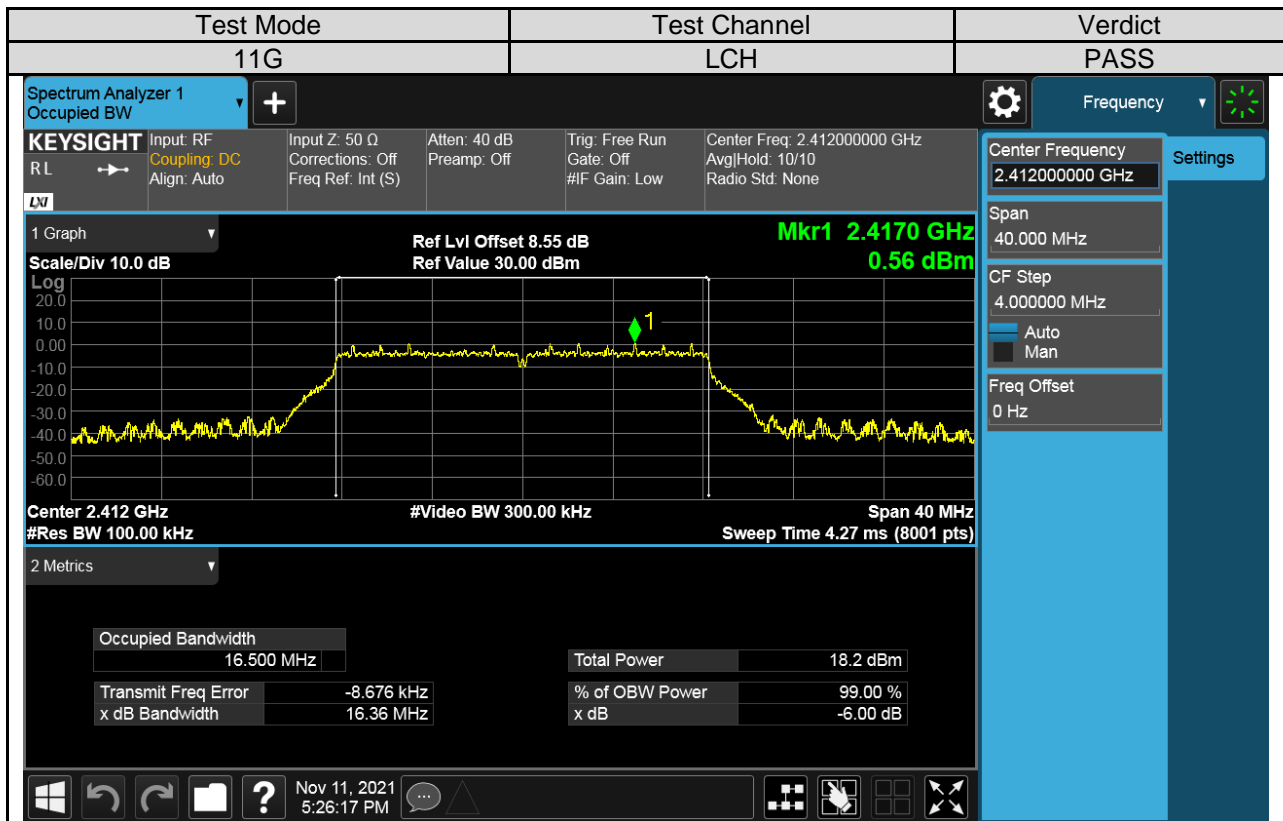 Test Mode Test Channel Verdict
11G LCH PASS
Spectrum Analyzer 1
Occupied BW
+
Frequency
KEYSIGHT Input: RF Input Z: 50 Ω Atten: 40 dB Trig: Free Run Center Freq: 2.412000000 GHz
RL Coupling: DC Corrections: Off Preamp: Off Gate: Off Avg|Hold: 10/10
Align: Auto Freq Ref: Int (S) #IF Gain: Low Radio Std: None
LXI
Center Frequency
2.412000000 GHz
Settings
Span
40.000 MHz
CF Step
4.000000 MHz
Auto
Man
Freq Offset
0 Hz
1 Graph
Ref Lvl Offset 8.55 dB
Mkr1 2.4170 GHz
Scale/Div 10.0 dB Ref Value 30.00 dBm 0.56 dBm
Log
20.0
10.0
1
0.00
-10.0
-20.0
-30.0
-40.0
-50.0
-60.0
Center 2.412 GHz #Video BW 300.00 kHz Span 40 MHz
#Res BW 100.00 kHz Sweep Time 4.27 ms (8001 pts)
2 Metrics
Occupied Bandwidth
16.500 MHz Total Power 18.2 dBm
Transmit Freq Error -8.676 kHz % of OBW Power 99.00 %
x dB Bandwidth 16.36 MHz x dB -6.00 dB
? Nov 11, 2021
5:26:17 PM